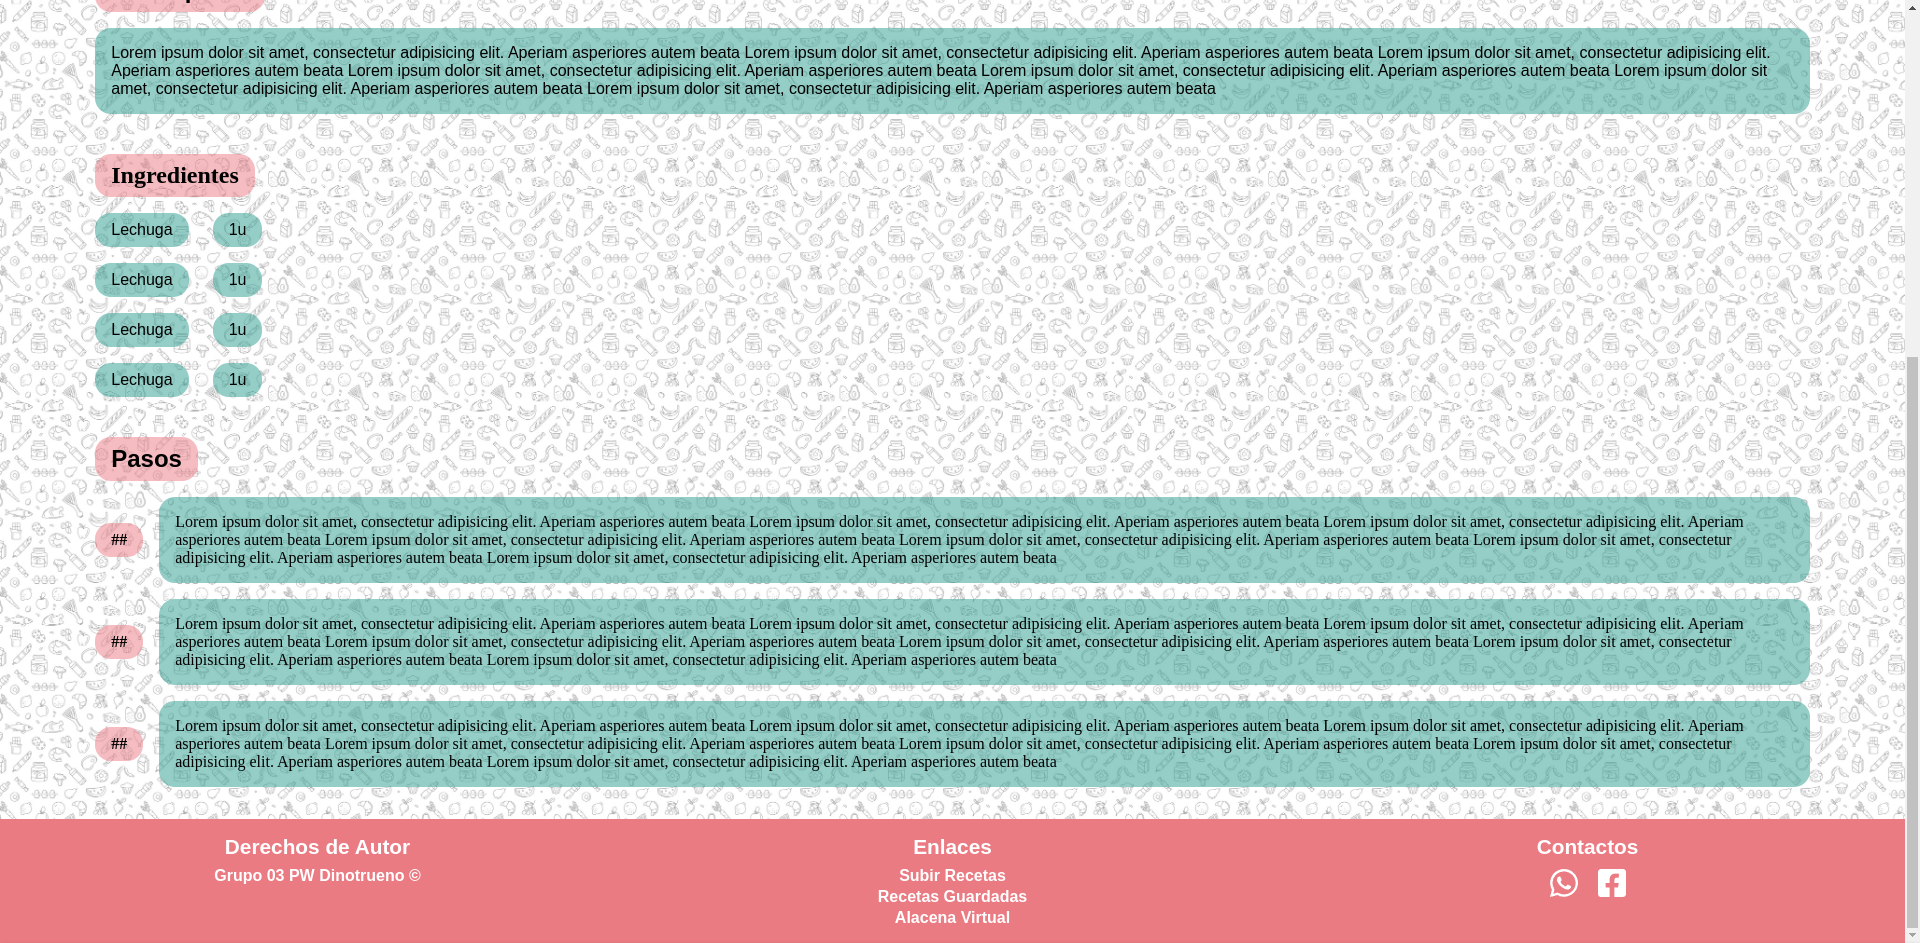 Lorem ipsum dolor sit amet, consectetur adipisicing elit. Aperiam asperiores autem beata Lorem ipsum dolor sit amet, consectetur adipisicing elit. Aperiam asperiores autem beata Lorem ipsum dolor sit amet, consectetur adipisicing elit.
Aperiam asperiores autem beata Lorem ipsum dolor sit amet, consectetur adipisicing elit. Aperiam asperiores autem beata Lorem ipsum dolor sit amet, consectetur adipisicing elit. Aperiam asperiores autem beata Lorem ipsum dolor sit
amet, consectetur adipisicing elit. Aperiam asperiores autem beata Lorem ipsum dolor sit amet, consectetur adipisicing elit. Aperiam asperiores autem beata
Ingredientes
Lechuga 1u
Lechuga 1u
Lechuga 1u
Lechuga 1u
Pasos
Lorem ipsum dolor sit amet, consectetur adipisicing elit. Aperiam asperiores autem beata Lorem ipsum dolor sit amet, consectetur adipisicing elit. Aperiam asperiores autem beata Lorem ipsum dolor sit amet, consectetur adipisicing elit. Aperiam
## asperiores autem beata Lorem ipsum dolor sit amet, consectetur adipisicing elit. Aperiam asperiores autem beata Lorem ipsum dolor sit amet, consectetur adipisicing elit. Aperiam asperiores autem beata Lorem ipsum dolor sit amet, consectetur
adipisicing elit. Aperiam asperiores autem beata Lorem ipsum dolor sit amet, consectetur adipisicing elit. Aperiam asperiores autem beata
Lorem ipsum dolor sit amet, consectetur adipisicing elit. Aperiam asperiores autem beata Lorem ipsum dolor sit amet, consectetur adipisicing elit. Aperiam asperiores autem beata Lorem ipsum dolor sit amet, consectetur adipisicing elit. Aperiam
## asperiores autem beata Lorem ipsum dolor sit amet, consectetur adipisicing elit. Aperiam asperiores autem beata Lorem ipsum dolor sit amet, consectetur adipisicing elit. Aperiam asperiores autem beata Lorem ipsum dolor sit amet, consectetur
adipisicing elit. Aperiam asperiores autem beata Lorem ipsum dolor sit amet, consectetur adipisicing elit. Aperiam asperiores autem beata
Lorem ipsum dolor sit amet, consectetur adipisicing elit. Aperiam asperiores autem beata Lorem ipsum dolor sit amet, consectetur adipisicing elit. Aperiam asperiores autem beata Lorem ipsum dolor sit amet, consectetur adipisicing elit. Aperiam
## asperiores autem beata Lorem ipsum dolor sit amet, consectetur adipisicing elit. Aperiam asperiores autem beata Lorem ipsum dolor sit amet, consectetur adipisicing elit. Aperiam asperiores autem beata Lorem ipsum dolor sit amet, consectetur
adipisicing elit. Aperiam asperiores autem beata Lorem ipsum dolor sit amet, consectetur adipisicing elit. Aperiam asperiores autem beata
Derechos de Autor
Grupo 03 PW Dinotrueno ©
Enlaces
Subir Recetas
Recetas Guardadas
Alacena Virtual
Contactos